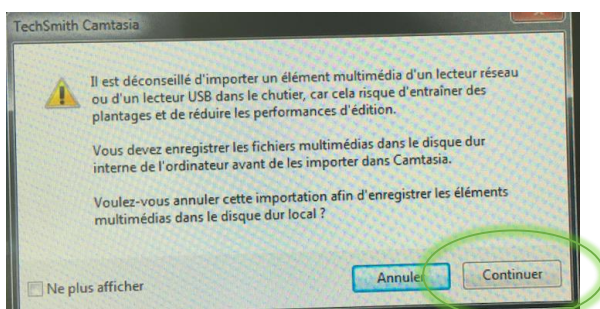 TechSmith Camtasia
Il est déconseillé d'importer un élément multimédia d'un lecteur réseau
ou d'un lecteur USB dans le chutier, car cela risque d'entraîner des
plantages et de réduire les performances d'édition.
Vous devez enregistrer les fichiers multimédias dans le disque dur
interne de l'ordinateur avant de les importer dans Camtasia.
Voulez-vous annuler cette importation afin d'enregistrer les éléments
multimédias dans le disque dur local ?
Ne plus afficher
Annuler
Continuer